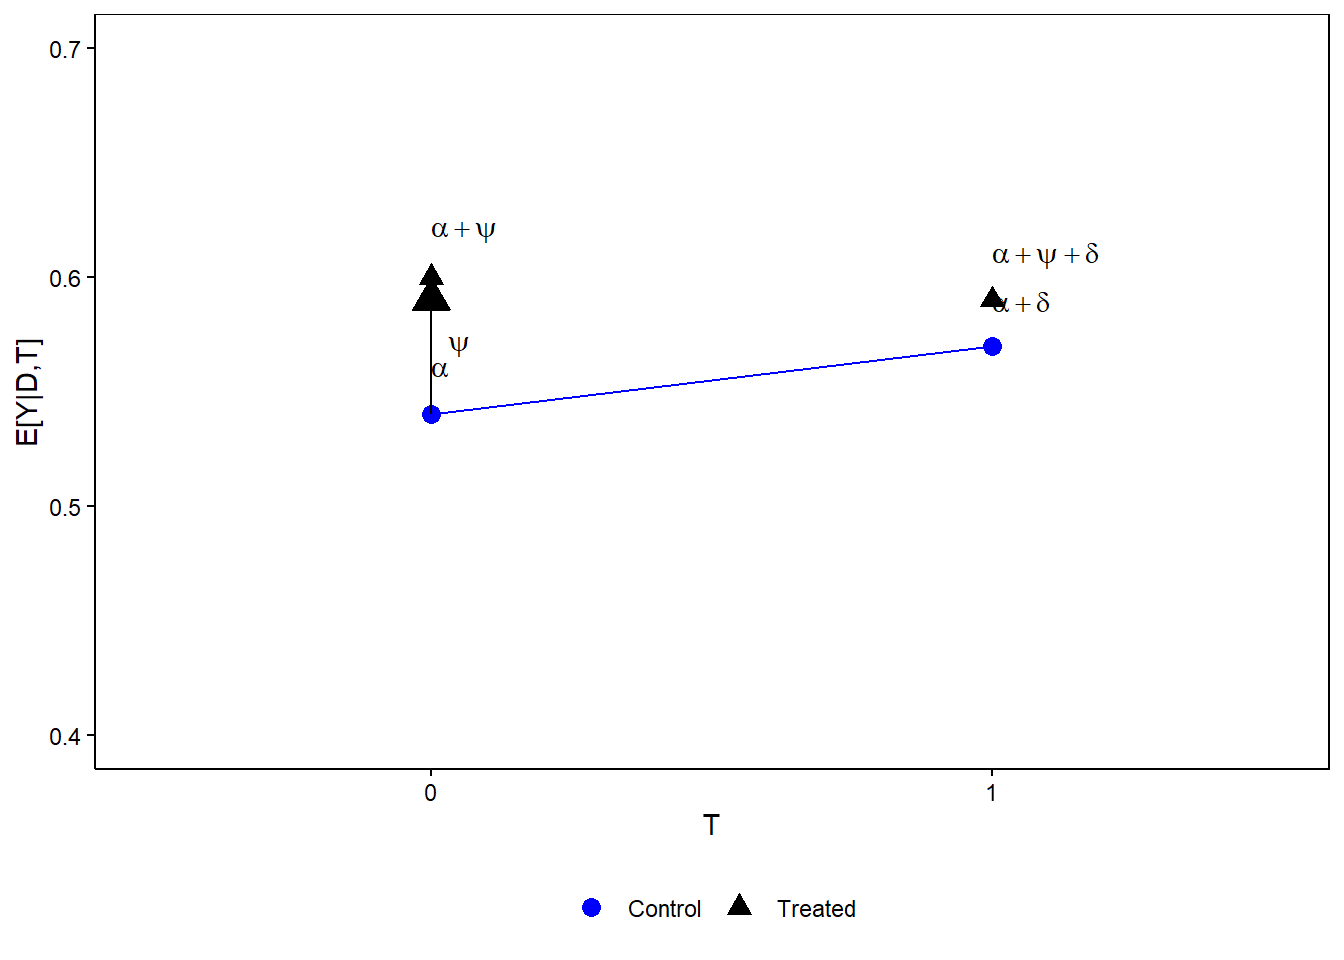 0.7
α + ψ
α + ψ + δ
0.6
α + δ
ψ
α
E[Y|D,T]
0.5
0.4
0
1
T
Control
Treated